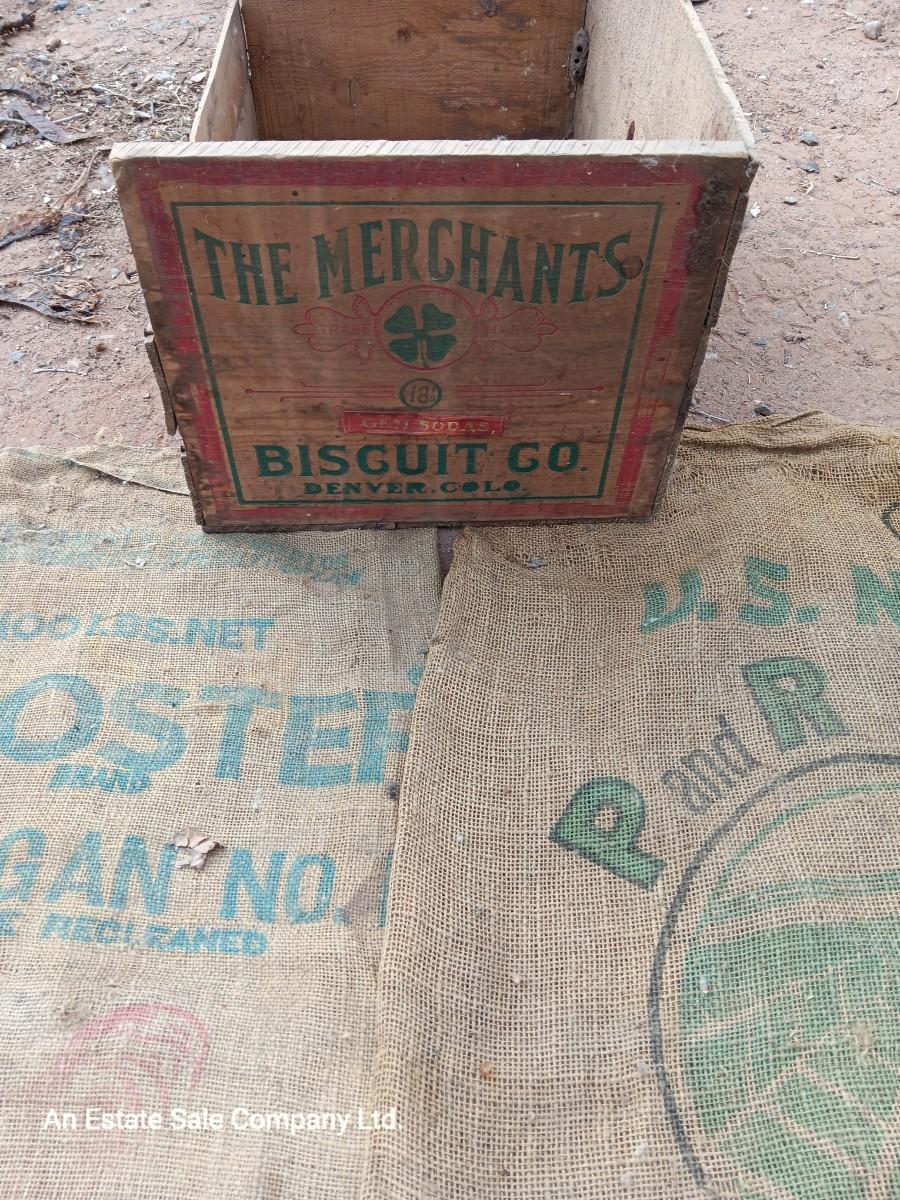 THE MERCHANTS
TRADE MARK
18
GEM SODAS,
BISCUIT CO.
DENVER, COLO.
100 LBS. NET
OSTER
BRAND
GAN NO.
RECLEANED
U.S. N
P and R
An Estate Sale Company Ltd.